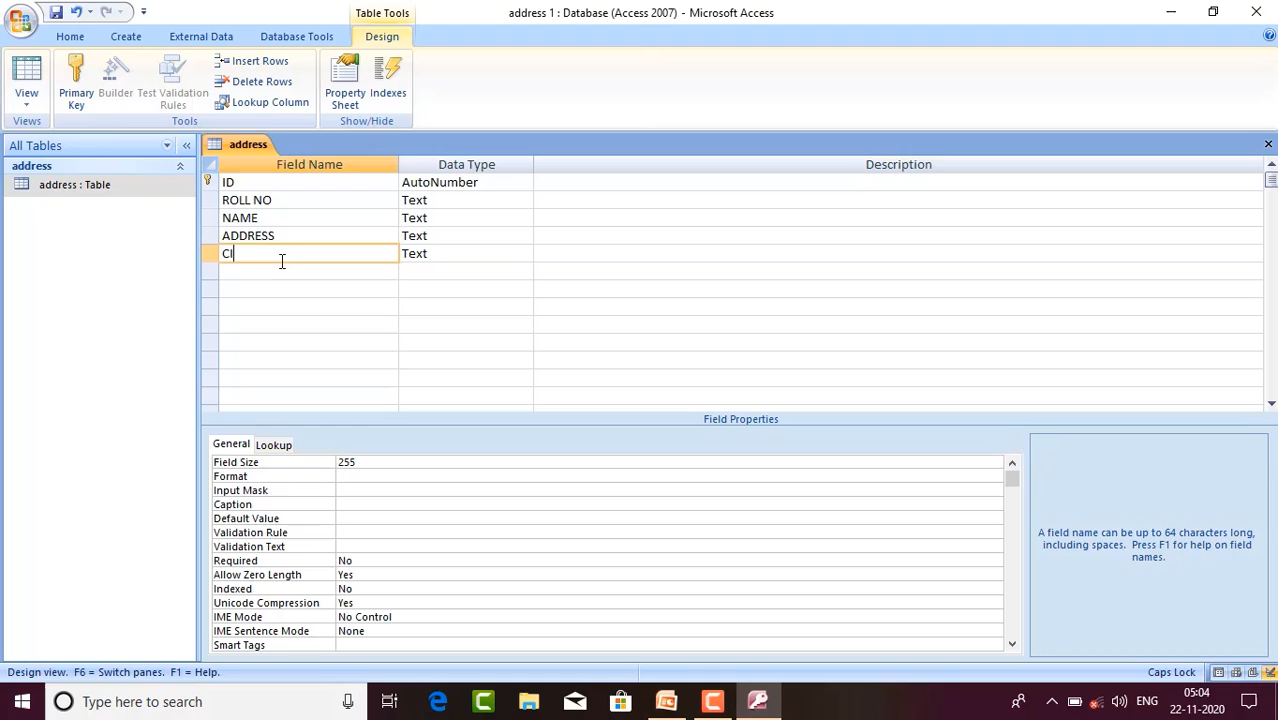 address 1 : Database (Access 2007) - Microsoft Access
Table Tools
Home Create External Data Database Tools Design
View
Views
Primary Key
Builder
Test Validation Rules
Insert Rows
Delete Rows
Lookup Column
Tools
Property Sheet
Indexes
Show/Hide
All Tables
address
address : Table
address
Field Name Data Type Description
ID AutoNumber
ROLL NO Text
NAME Text
ADDRESS Text
CI Text
Field Properties
General Lookup
Field Size 255
Format
Input Mask
Caption
Default Value
Validation Rule
Validation Text
Required No
Allow Zero Length Yes
Indexed No
Unicode Compression Yes
IME Mode No Control
IME Sentence Mode None
Smart Tags
A field name can be up to 64 characters long,
including spaces. Press F1 for help on field
names.
Design view. F6 = Switch panes. F1 = Help.
Caps Lock
Type here to search
ENG
05:04
22-11-2020